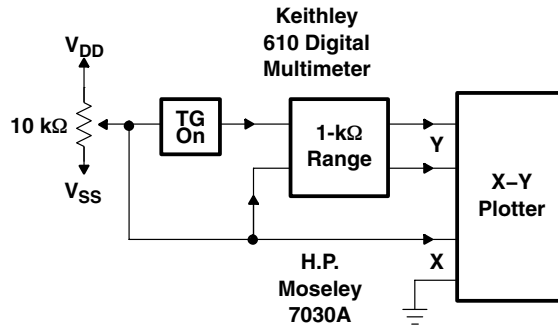 Keithley
610 Digital
Multimeter
VDD
10 kΩ
VSS
TG
On
1-kΩ
Range
Y
X
X–Y
Plotter
H.P.
Moseley
7030A